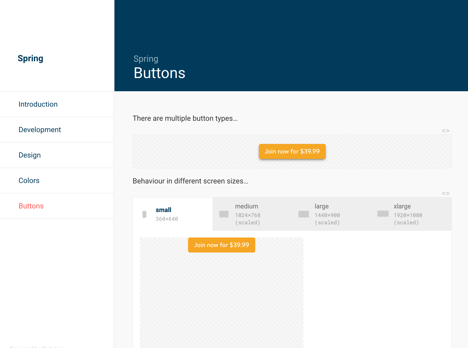 Spring
Spring
Buttons
Introduction
Development
Design
Colors
Buttons
There are multiple button types...
<>
Join now for $39.99
Behaviour in different screen sizes...
<>
small
360×640
medium
1024×768
(scaled)
large
1440×900
(scaled)
xlarge
1920×1080
(scaled)
Join now for $39.99